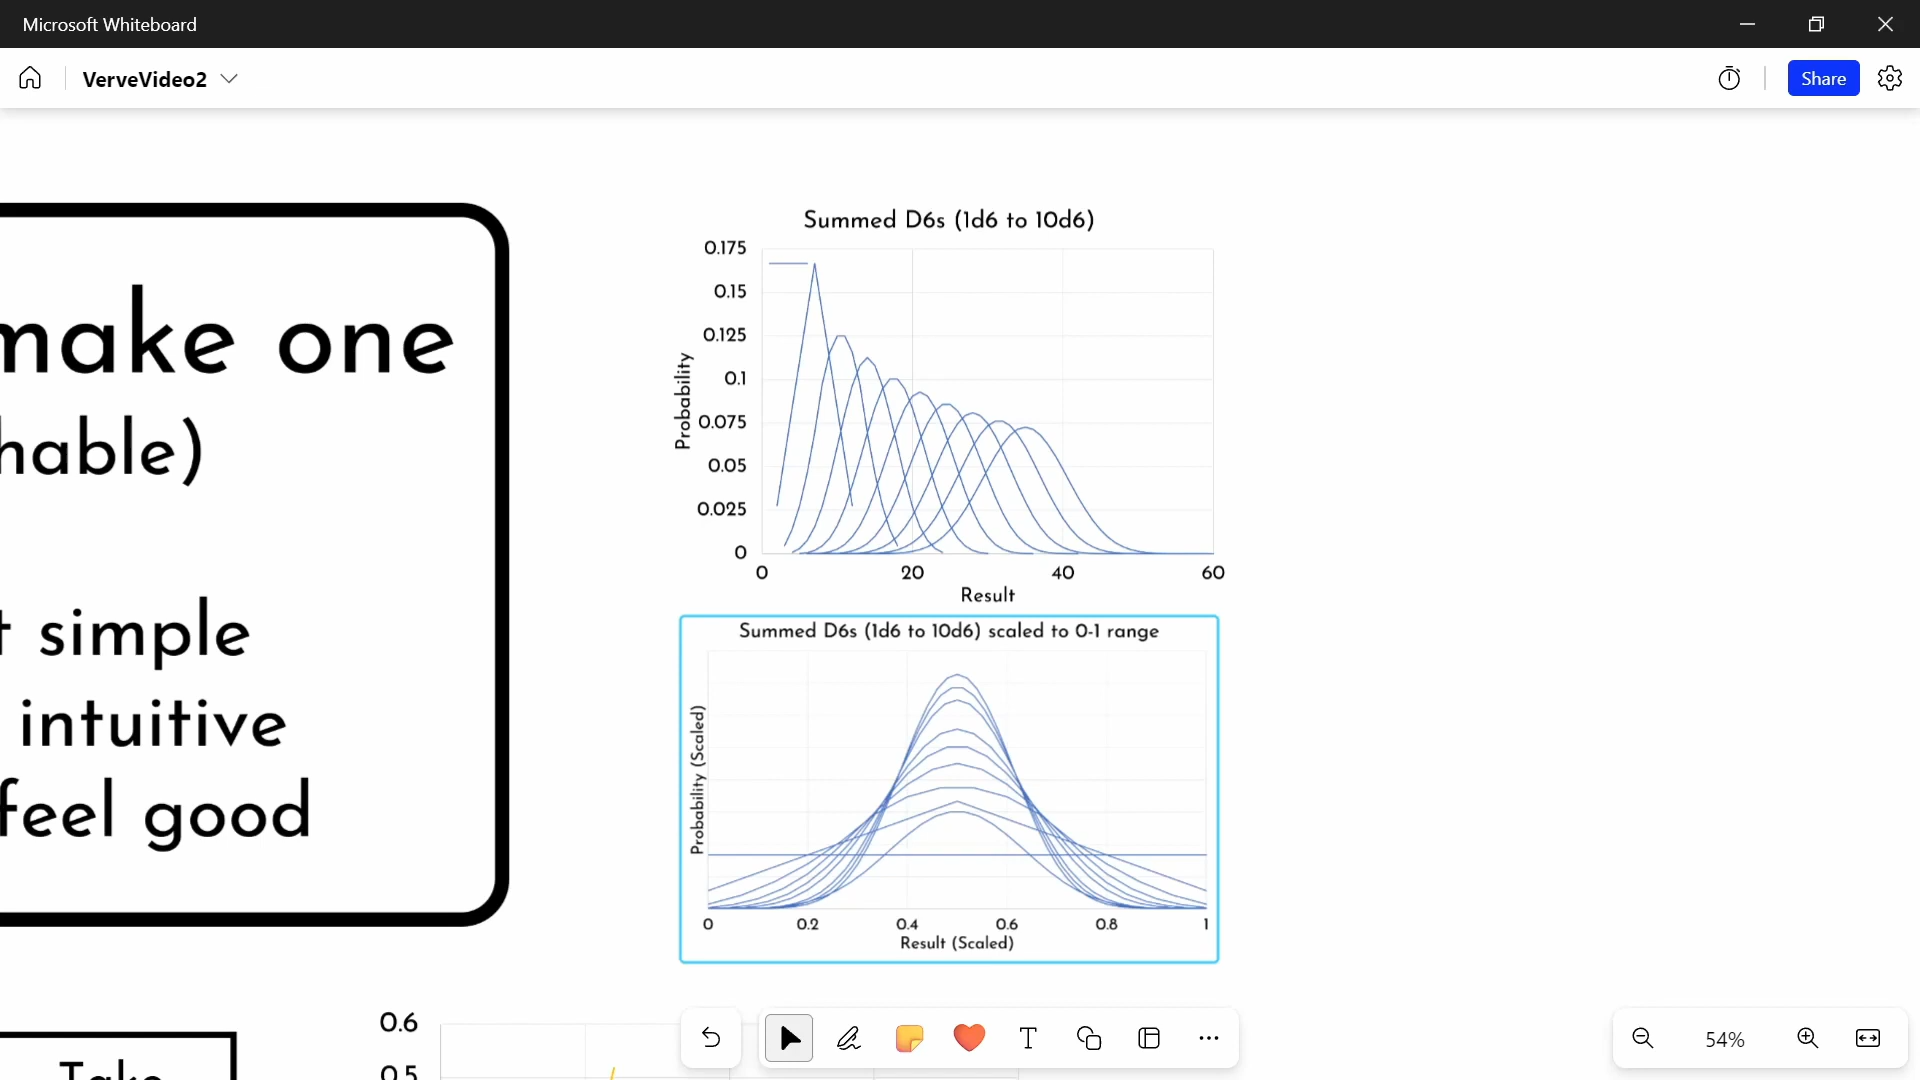 Microsoft Whiteboard
VerveVideo2
Share
make one
hable)
t simple
intuitive
feel good
Summed D6s (1d6 to 10d6)
0.175
0.15
0.125
0.1
0.075
0.05
0.025
0
Probability
0 20 40 60
Result
Summed D6s (1d6 to 10d6) scaled to 0-1 range
Probability (Scaled)
0 0.2 0.4 0.6 0.8 1
Result (Scaled)
Take
0.6
0.5
T
54%